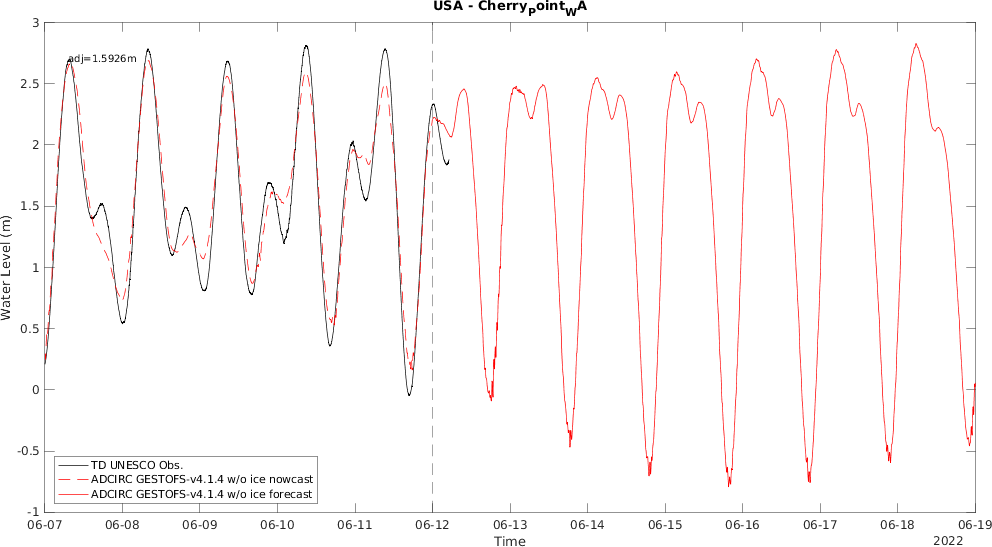 USA - CherryPointWA
adj=1.5926m
Water Level (m)
3
2.5
2
1.5
1
0.5
0
-0.5
-1
TD UNESCO Obs.
ADCIRC GESTOFS-v4.1.4 w/o ice nowcast
ADCIRC GESTOFS-v4.1.4 w/o ice forecast
06-07 06-08 06-09 06-10 06-11 06-12 06-13 06-14 06-15 06-16 06-17 06-18 06-19
Time
2022